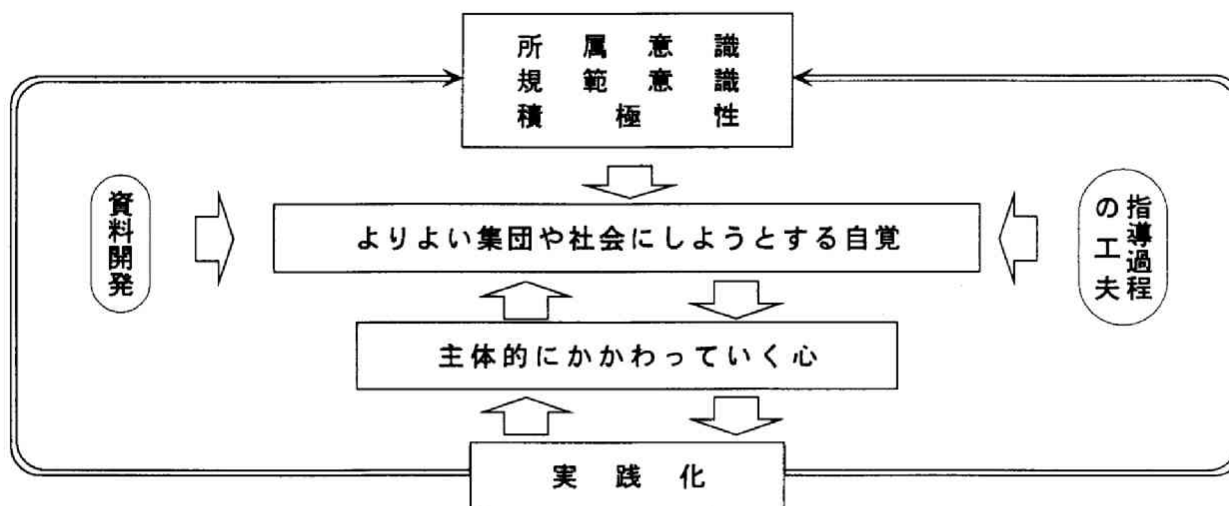 所属意識
規範意識
積極性
資料開発
よりよい集団や社会にしようとする自覚
指導過程
の工夫
主体的にかかわっていく心
実践化